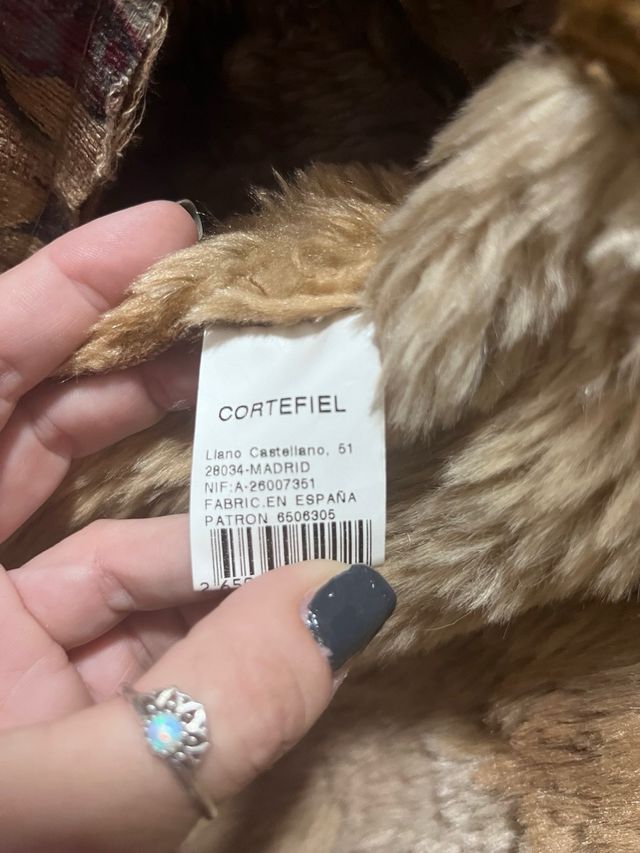 CORTEFIEL
Llano Castellano, 51
28034-MADRID
NIF:A-26007351
FABRIC.EN ESPAÑA
PATRON 6506305